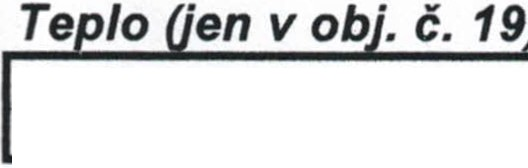 Teplo (jen v obj. č. 19)